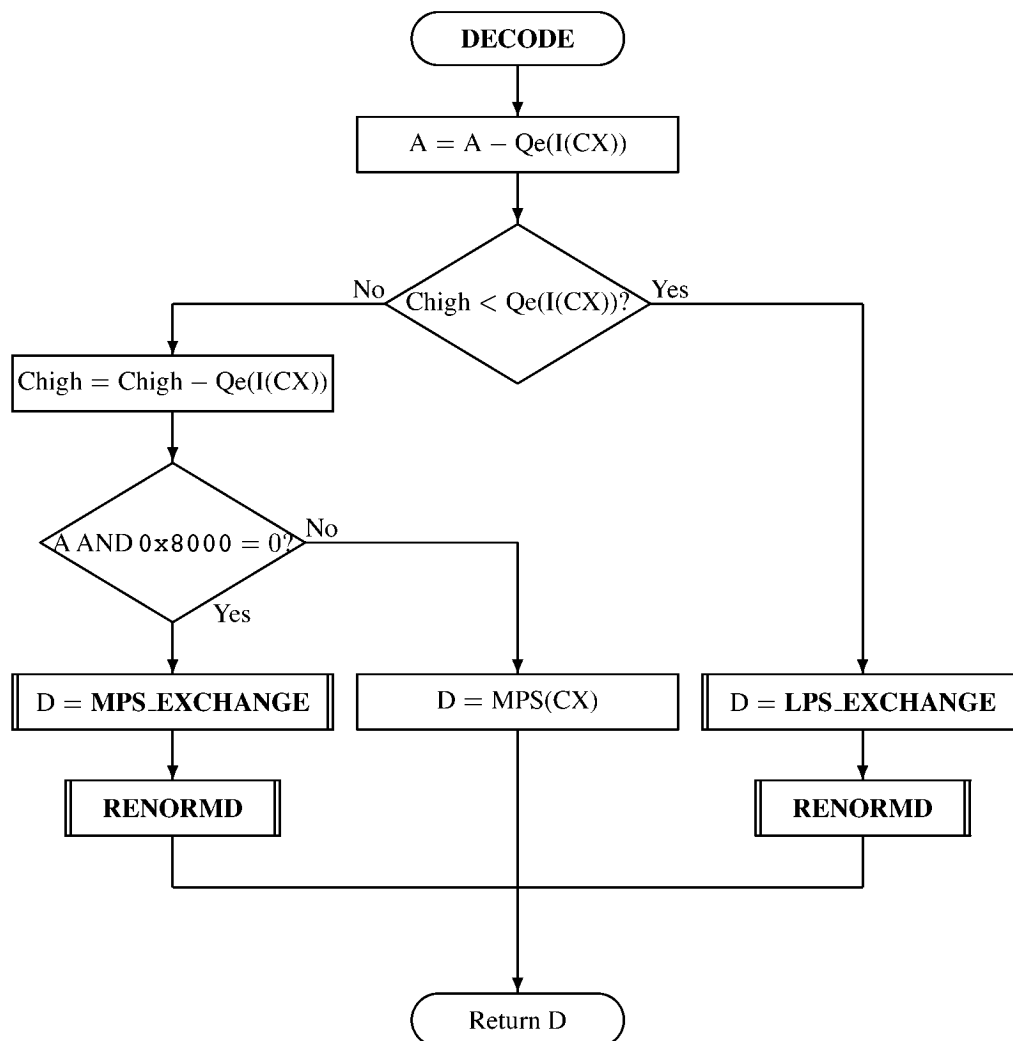 DECODE
A = A − Qe(I(CX))
No
Chigh < Qe(I(CX))?
Yes
Chigh = Chigh − Qe(I(CX))
A AND 0x8000 = 0?
No
Yes
D = MPS_EXCHANGE
D = MPS(CX)
D = LPS_EXCHANGE
RENORMD
RENORMD
Return D